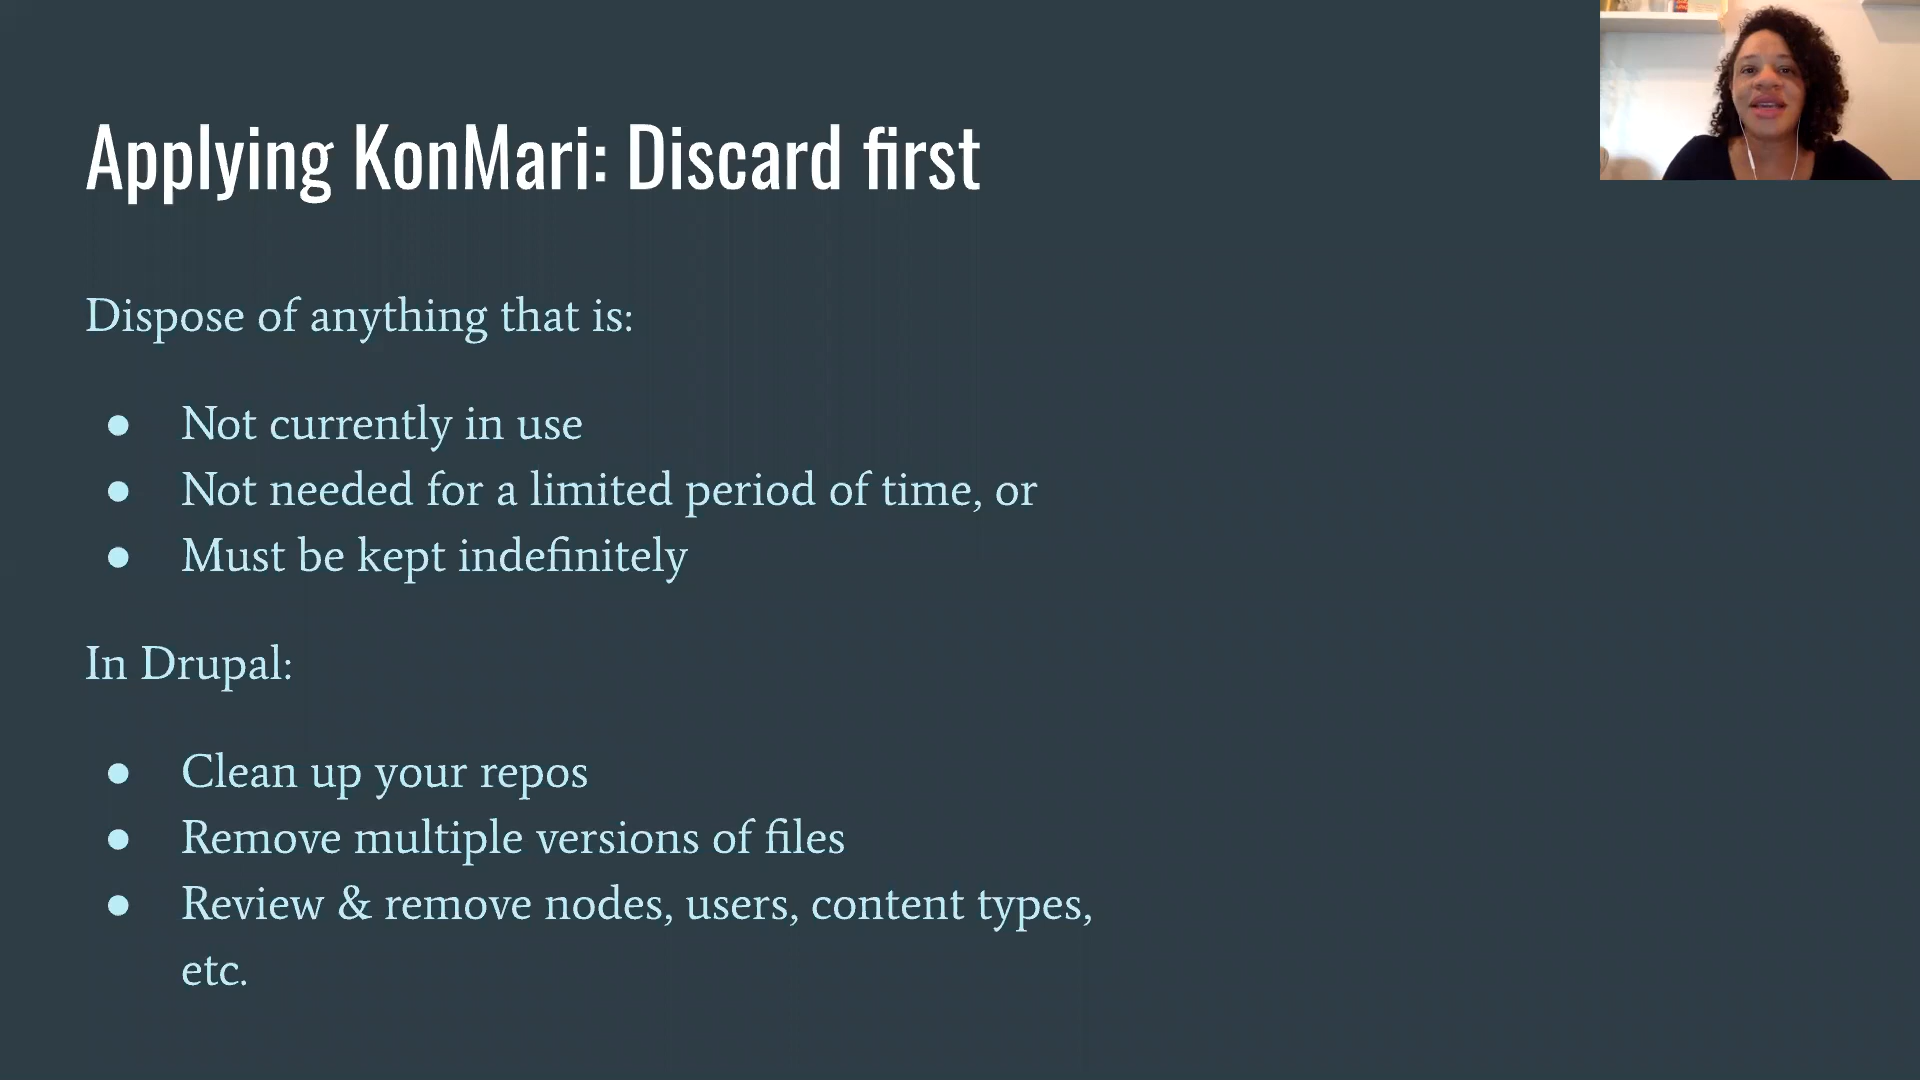 Applying KonMari: Discard first
Dispose of anything that is:
● Not currently in use
● Not needed for a limited period of time, or
● Must be kept indefinitely
In Drupal:
● Clean up your repos
● Remove multiple versions of files
● Review & remove nodes, users, content types,
etc.